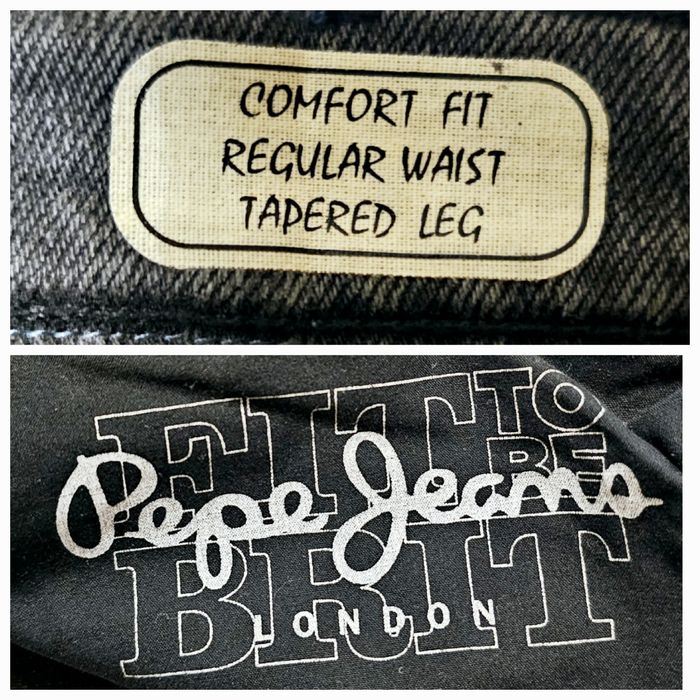 COMFORT FIT
REGULAR WAIST
TAPERED LEG
FIT TO BE
Pepe Jeans
BRIT
LONDON